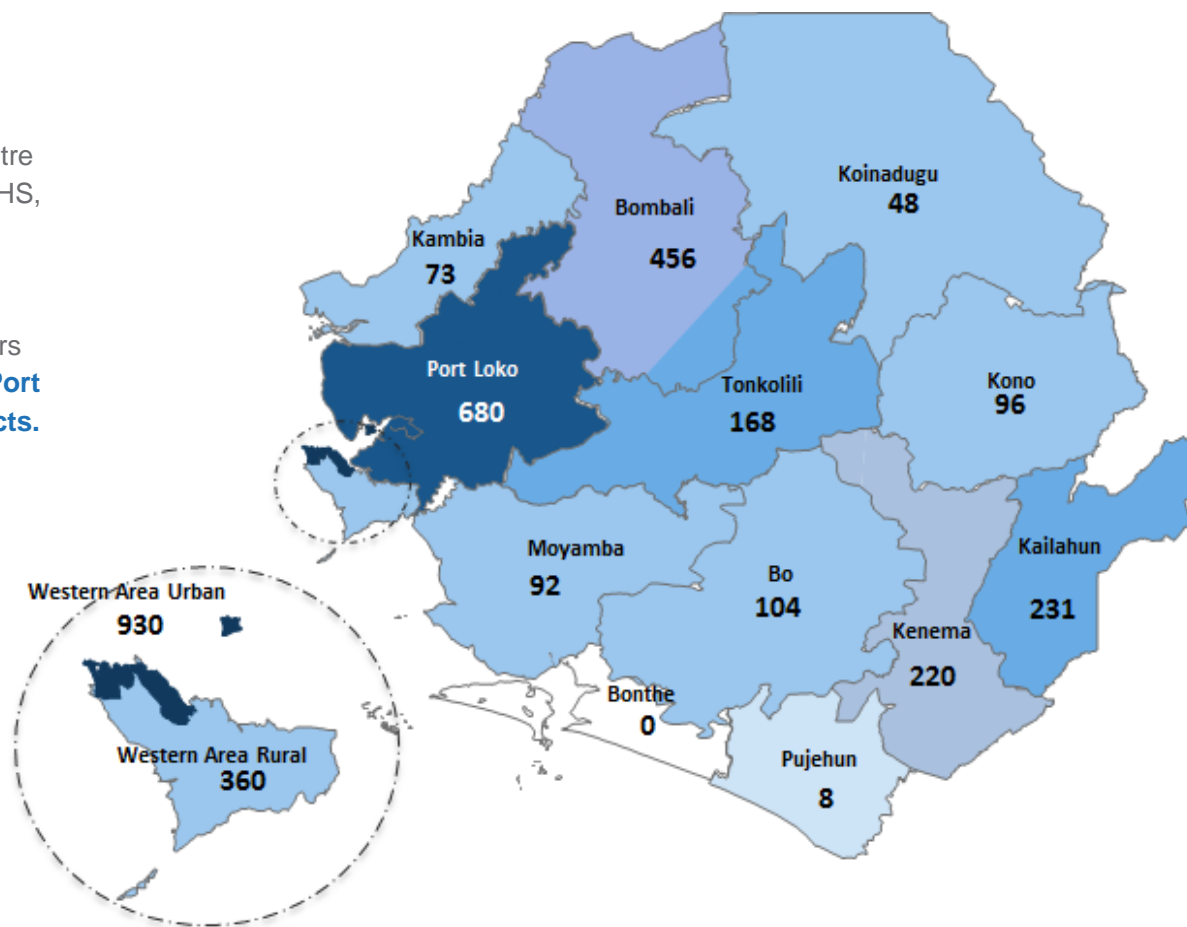 tre
HS,
rs
Port
cts.
Koinadugu
48
Bombali
456
Kambia
73
Port Loko
680
Tonkolili
168
Kono
96
Moyamba
92
Bo
104
Kailahun
231
Kenema
220
Bonthe
0
Pujehun
8
Western Area Urban
930
Western Area Rural
360